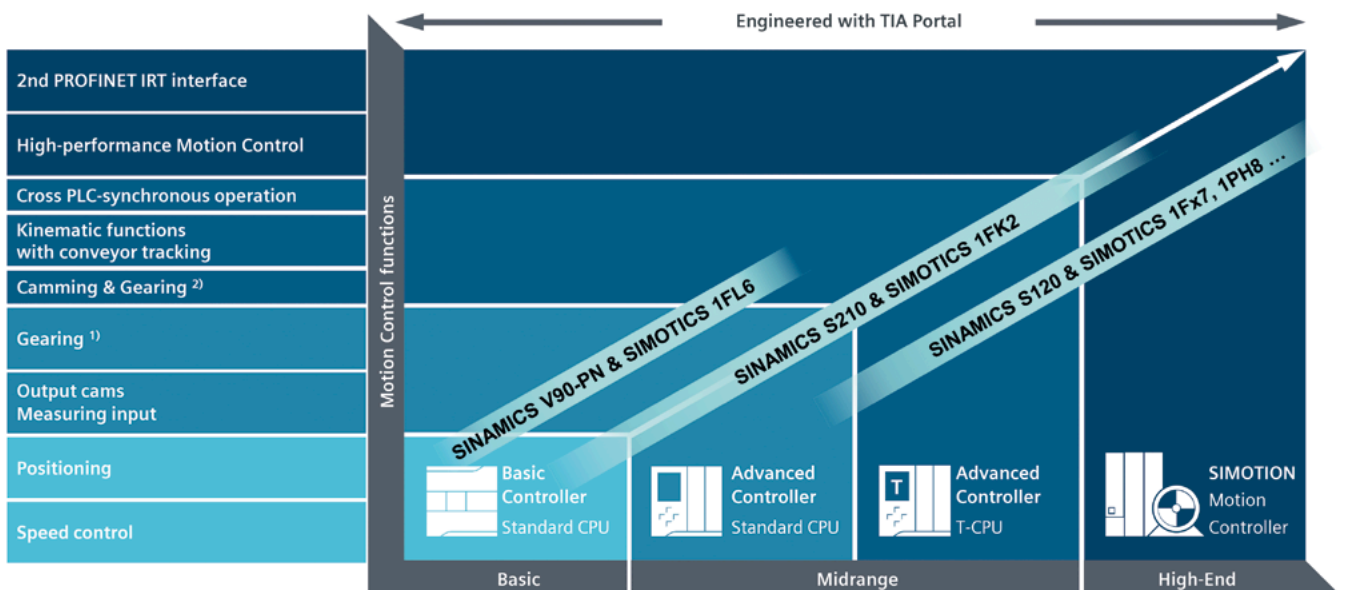 Engineered with TIA Portal
2nd PROFINET IRT interface
High-performance Motion Control
Cross PLC-synchronous operation
Kinematic functions
with conveyor tracking
Camming & Gearing 2)
Gearing 1)
Output cams
Measuring input
Positioning
Speed control
Motion Control functions
SINAMICS V90-PN & SIMOTICS 1FL6
SINAMICS S210 & SIMOTICS 1FK2
SINAMICS S120 & SIMOTICS 1Fx7, 1PH8 ...
Basic
Controller
Standard CPU
Advanced
Controller
Standard CPU
T
Advanced
Controller
T-CPU
SIMOTION
Motion
Controller
Basic
Midrange
High-End